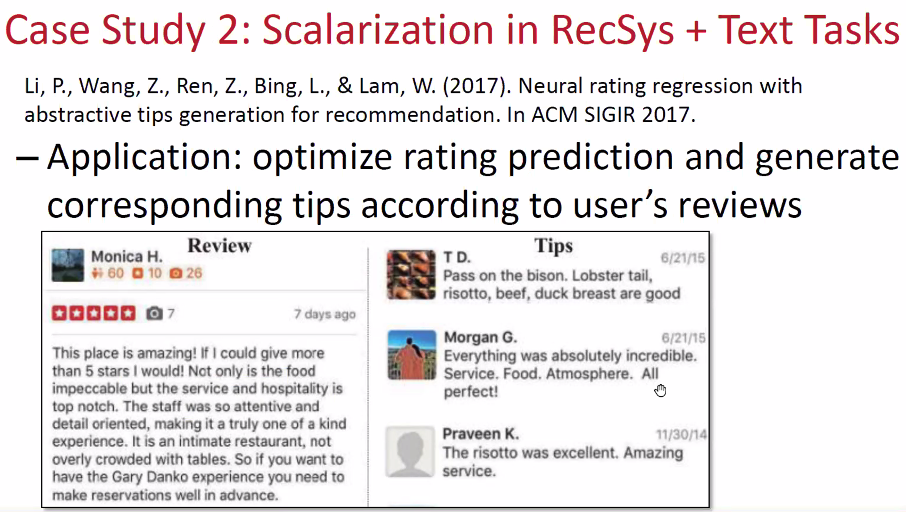 Case Study 2: Scalarization in RecSys + Text Tasks
Li, P., Wang, Z., Ren, Z., Bing, L., & Lam, W. (2017). Neural rating regression with
abstractive tips generation for recommendation. In ACM SIGIR 2017.
– Application: optimize rating prediction and generate
corresponding tips according to user's reviews
Review
Monica H.
60 10 26
7 7 days ago
This place is amazing! If I could give more
than 5 stars I would! Not only is the food
impeccable but the service and hospitality is
top notch. The staff was so attentive and
detail oriented, making it a truly one of a kind
experience. It is an intimate restaurant, not
overly crowded with tables. So if you want to
have the Gary Danko experience you need to
make reservations well in advance.
Tips
T D. 6/21/15
Pass on the bison. Lobster tail,
risotto, beef, duck breast are good
Morgan G. 6/21/15
Everything was absolutely incredible.
Service. Food. Atmosphere. All
perfect!
Praveen K. 11/30/14
The risotto was excellent. Amazing
service.